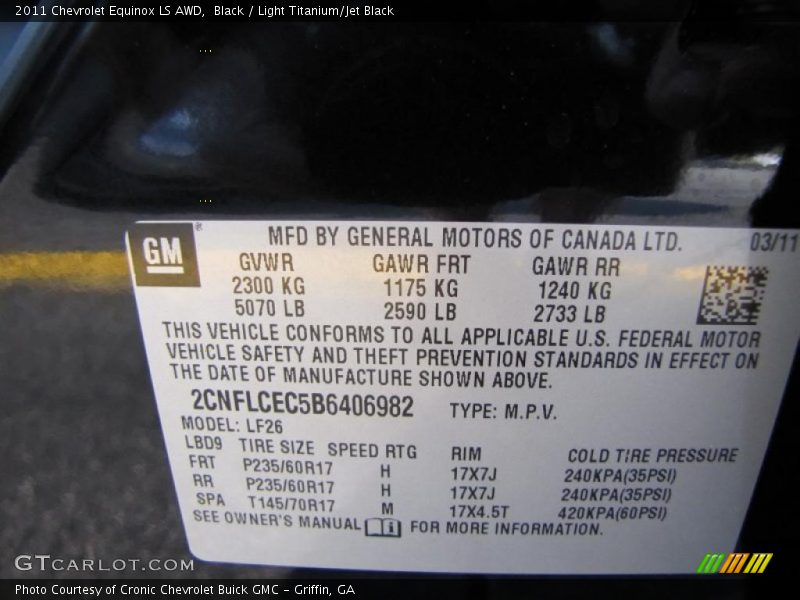 2011 Chevrolet Equinox LS AWD,  Black / Light Titanium/Jet Black
GM®
MFD BY GENERAL MOTORS OF CANADA LTD. 03/11
GVWR GAWR FRT GAWR RR
2300 KG 1175 KG 1240 KG
5070 LB 2590 LB 2733 LB
THIS VEHICLE CONFORMS TO ALL APPLICABLE U.S. FEDERAL MOTOR
VEHICLE SAFETY AND THEFT PREVENTION STANDARDS IN EFFECT ON
THE DATE OF MANUFACTURE SHOWN ABOVE.
2CNFLCEC5B6406982 TYPE: M.P.V.
MODEL: LF26
LBD9 TIRE SIZE SPEED RTG RIM COLD TIRE PRESSURE
FRT P235/60R17 H 17X7J 240KPA(35PSI)
RR P235/60R17 H 17X7J 240KPA(35PSI)
SPA T145/70R17 M 17X4.5T 420KPA(60PSI)
SEE OWNER'S MANUAL FOR MORE INFORMATION.
GTCARLOT.COM
Photo Courtesy of Cronic Chevrolet Buick GMC - Griffin, GA